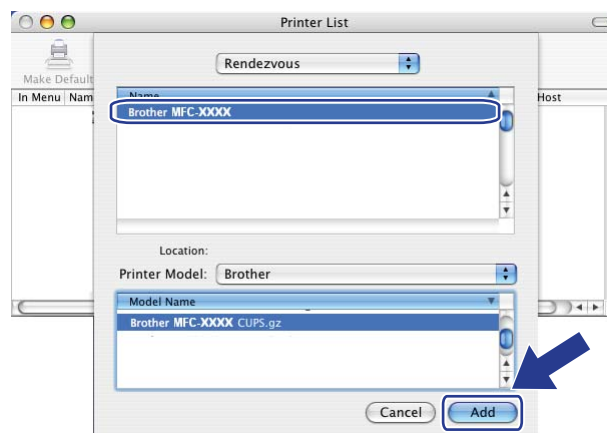 Printer List
Rendezvous
Make Default
In Menu Nam Host
Name
Brother MFC-XXXX
Location:
Printer Model: Brother
Model Name
Brother MFC-XXXX CUPS.gz
Cancel Add